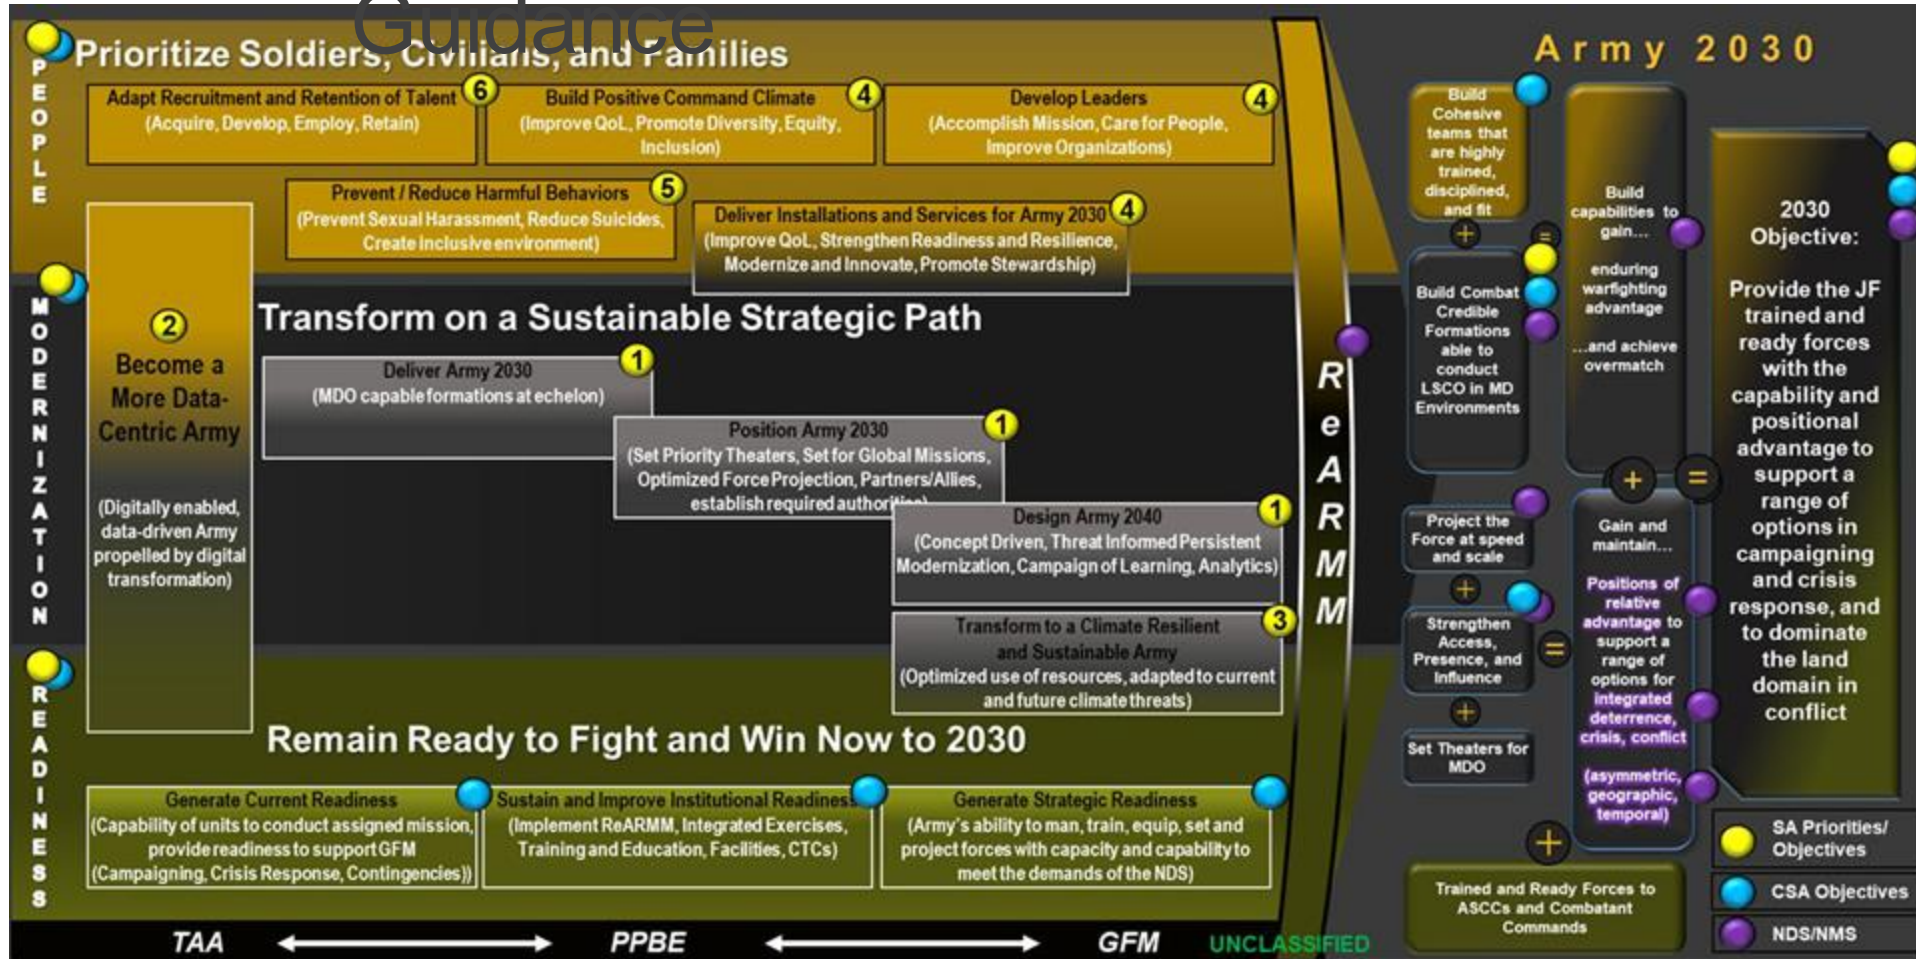 Guidance
PEOPLE
Prioritize Soldiers, Civilians, and Families
Adapt Recruitment and Retention of Talent
6
(Acquire, Develop, Employ, Retain)
Build Positive Command Climate
4
(Improve QoL, Promote Diversity, Equity,
Inclusion)
Develop Leaders
4
(Accomplish Mission, Care for People,
Improve Organizations)
Prevent / Reduce Harmful Behaviors
5
(Prevent Sexual Harassment, Reduce Suicides,
Create inclusive environment)
Deliver Installations and Services for Army 2030
4
(Improve QoL, Strengthen Readiness and Resilience,
Modernize and Innovate, Promote Stewardship)
MODERNIZATION
2
Become a
More Data-
Centric Army
(Digitally enabled,
data-driven Army
propelled by digital
transformation)
Transform on a Sustainable Strategic Path
Deliver Army 2030
1
(MDO capable formations at echelon)
Position Army 2030
1
(Set Priority Theaters, Set for Global Missions,
Optimized Force Projection, Partners/Allies,
establish required authorities)
Design Army 2040
1
(Concept Driven, Threat Informed Persistent
Modernization, Campaign of Learning, Analytics)
Transform to a Climate Resilient
3
and Sustainable Army
(Optimized use of resources, adapted to current
and future climate threats)
READINESS
Remain Ready to Fight and Win Now to 2030
Generate Current Readiness
(Capability of units to conduct assigned mission,
provide readiness to support GFM
(Campaigning, Crisis Response, Contingencies))
Sustain and Improve Institutional Readiness
(Implement ReARMM, Integrated Exercises,
Training and Education, Facilities, CTCs)
Generate Strategic Readiness
(Army's ability to man, train, equip, set and
project forces with capacity and capability to
meet the demands of the NDS)
TAA
PPBE
GFM
UNCLASSIFIED
ReARMM
Army 2030
Build
Cohesive
teams that
are highly
trained,
disciplined,
and fit
+
Build Combat
Credible
Formations
able to
conduct
LSCO in MD
Environments
=
Build
capabilities to
gain…
enduring
warfighting
advantage
…and achieve
overmatch
+
=
Project the
Force at speed
and scale
+
Strengthen
Access,
Presence, and
Influence
+
Set Theaters for
MDO
=
Gain and
maintain…
Positions of
relative
advantage to
support a
range of
options for
integrated
deterrence,
crisis, conflict
(asymmetric,
geographic,
temporal)
+
Trained and Ready Forces to
ASCCs and Combatant
Commands
2030
Objective:
Provide the JF
trained and
ready forces
with the
capability and
positional
advantage to
support a
range of
options in
campaigning
and crisis
response, and
to dominate
the land
domain in
conflict
SA Priorities/
Objectives
CSA Objectives
NDS/NMS